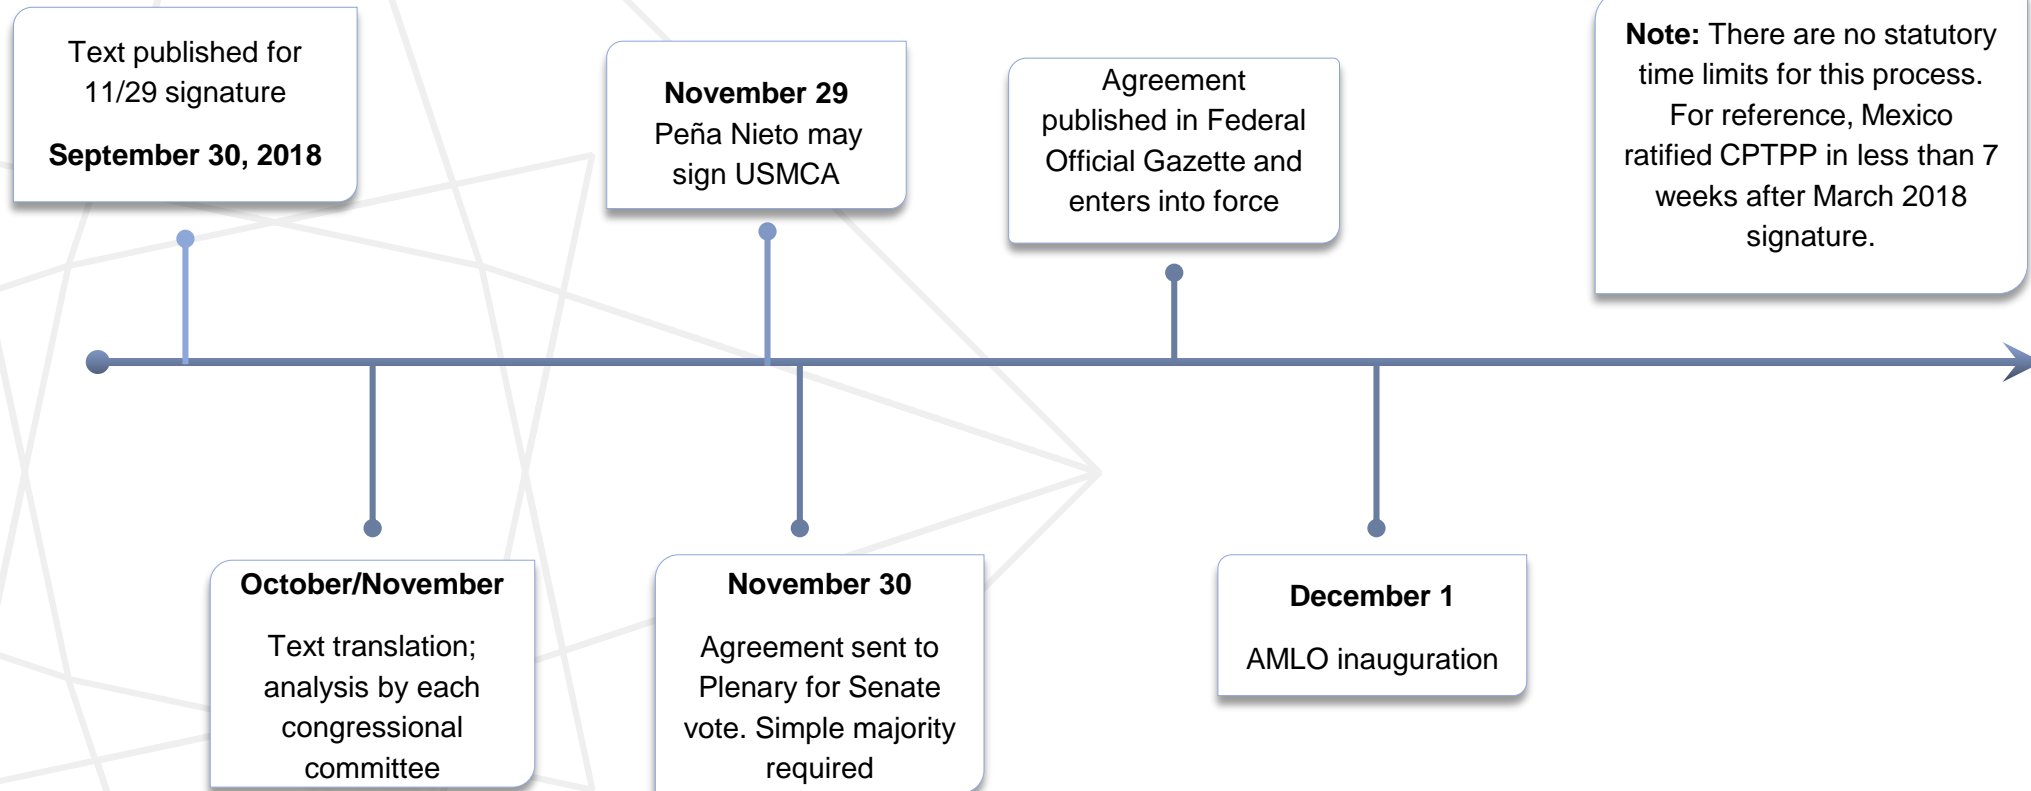 Text published for
11/29 signature
September 30, 2018
November 29
Peña Nieto may
sign USMCA
Agreement
published in Federal
Official Gazette and
enters into force
Note: There are no statutory
time limits for this process.
For reference, Mexico
ratified CPTPP in less than 7
weeks after March 2018
signature.
October/November
Text translation;
analysis by each
congressional
committee
November 30
Agreement sent to
Plenary for Senate
vote. Simple majority
required
December 1
AMLO inauguration